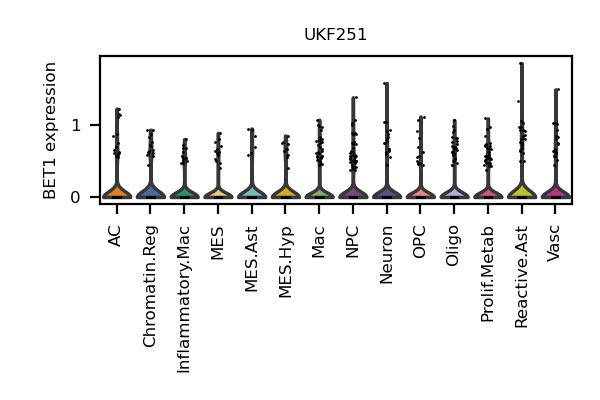 UKF251
BET1 expression
1
0
AC
Chromatin.Reg
Inflammatory.Mac
MES
MES.Ast
MES.Hyp
Mac
NPC
Neuron
OPC
Oligo
Prolif.Metab
Reactive.Ast
Vasc